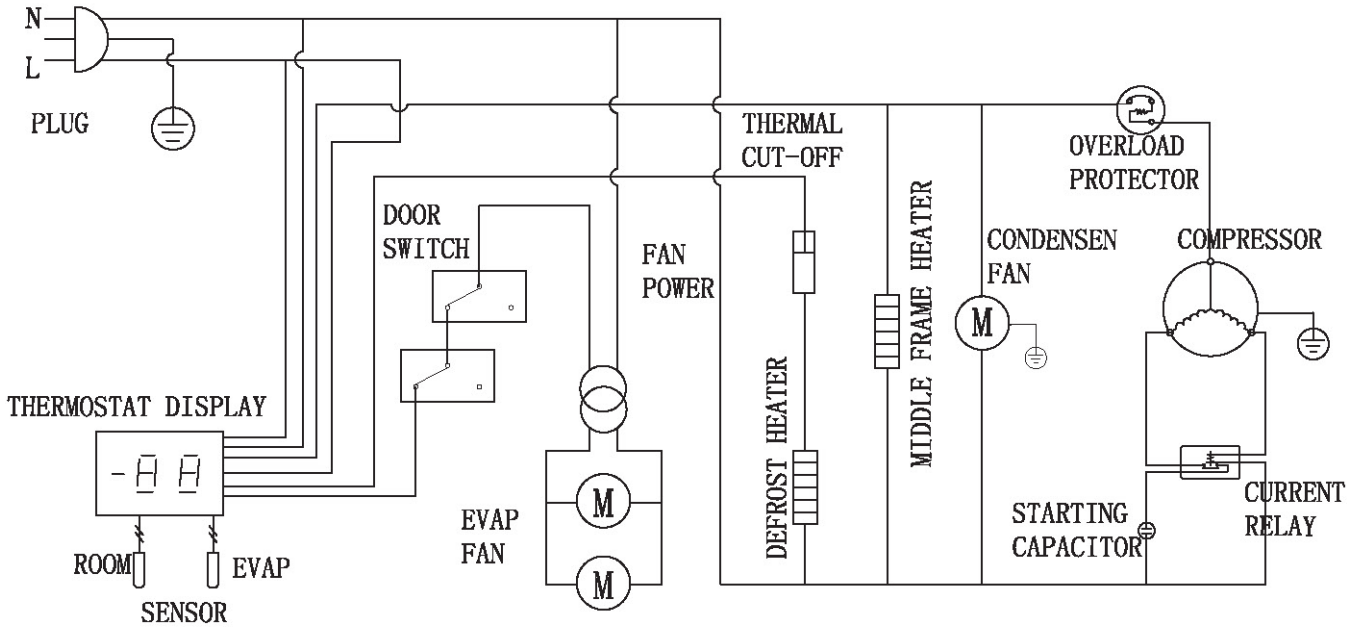 N
L
PLUG
THERMAL
CUT-OFF
OVERLOAD
PROTECTOR
DOOR
SWITCH
FAN
POWER
MIDDLE FRAME HEATER
CONDENSEN
FAN
COMPRESSOR
M
THERMOSTAT DISPLAY
-88
DEFROST HEATER
EVAP
FAN
M
M
STARTING
CAPACITOR
CURRENT
RELAY
ROOM
EVAP
SENSOR